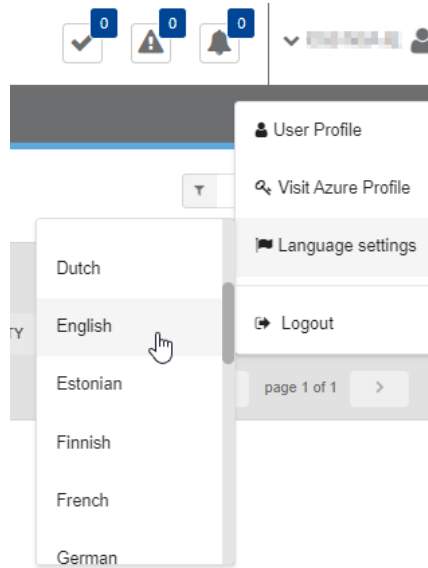 0
0
0
User Profile
Visit Azure Profile
Language settings
Logout
Dutch
English
Estonian
Finnish
French
German
TY
page 1 of 1